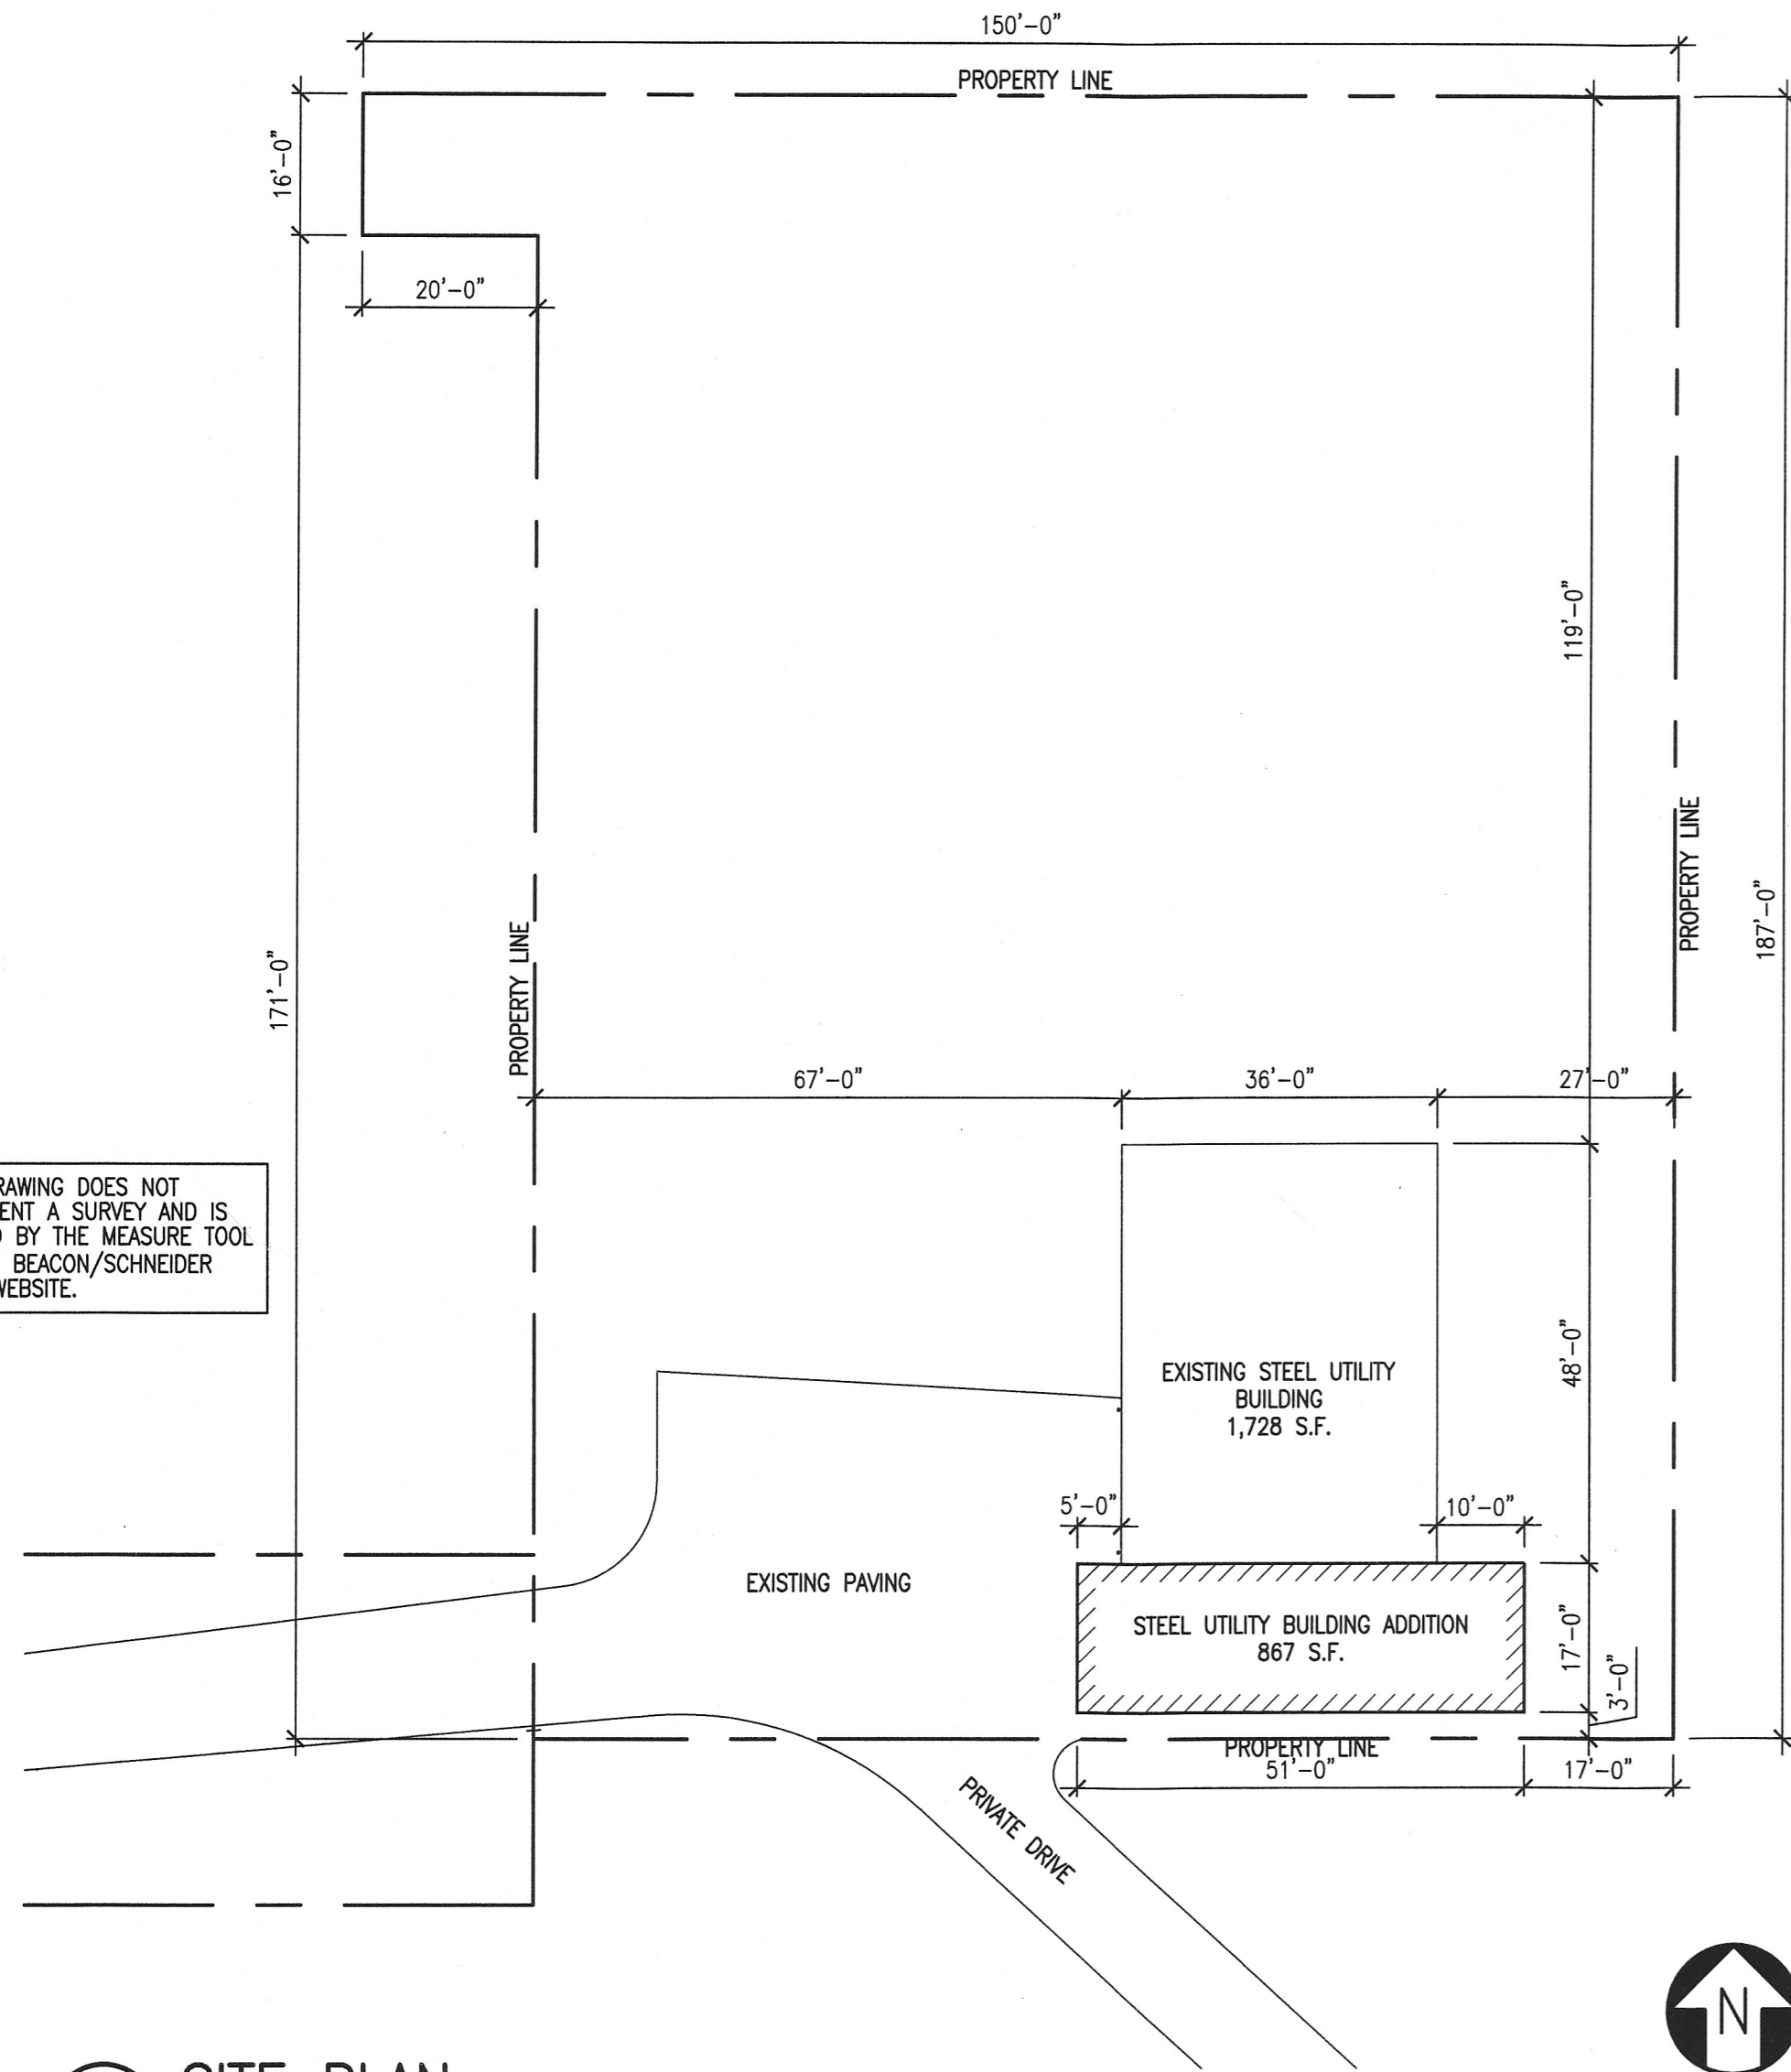 150'-0"
PROPERTY LINE
16'-0"
20'-0"
119'-0"
PROPERTY LINE
187'-0"
171'-0"
PROPERTY LINE
67'-0"
36'-0"
27'-0"
DOES NOT
A SURVEY AND IS
BY THE MEASURE TOOL
BEACON/SCHNEIDER
WEBSITE.
EXISTING STEEL UTILITY
BUILDING
1,728 S.F.
48'-0"
5'-0"
10'-0"
EXISTING PAVING
STEEL UTILITY BUILDING ADDITION
867 S.F.
17'-0"
3'-0"
PROPERTY LINE
51'-0"
17'-0"
PRIVATE DRIVE
N
SITE PLAN